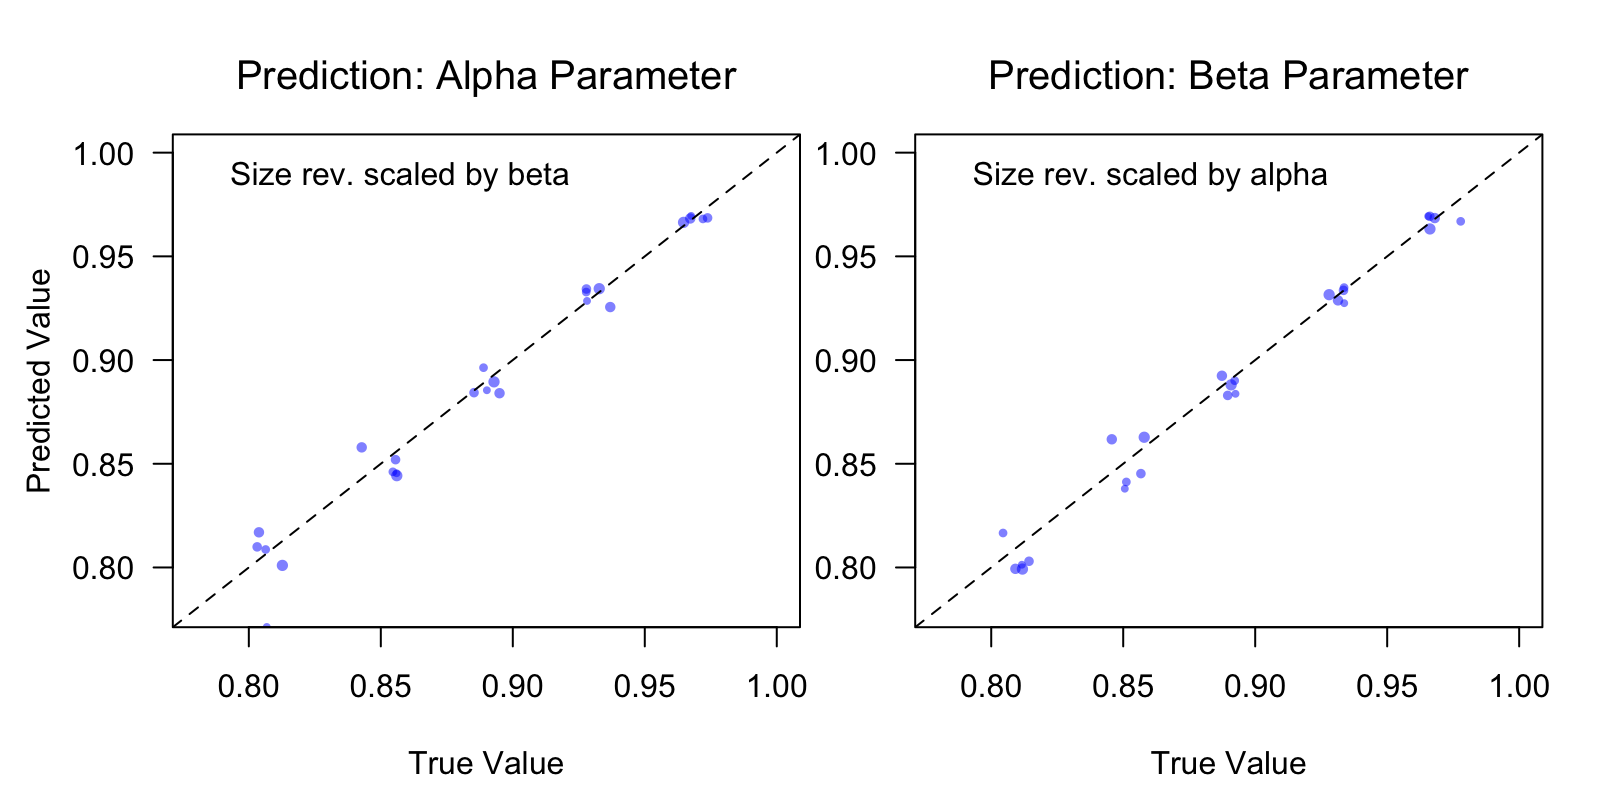 Prediction: Alpha Parameter
Size rev. scaled by beta
Predicted Value
1.00
0.95
0.90
0.85
0.80
0.80 0.85 0.90 0.95 1.00
True Value
Prediction: Beta Parameter
Size rev. scaled by alpha
1.00
0.95
0.90
0.85
0.80
0.80 0.85 0.90 0.95 1.00
True Value